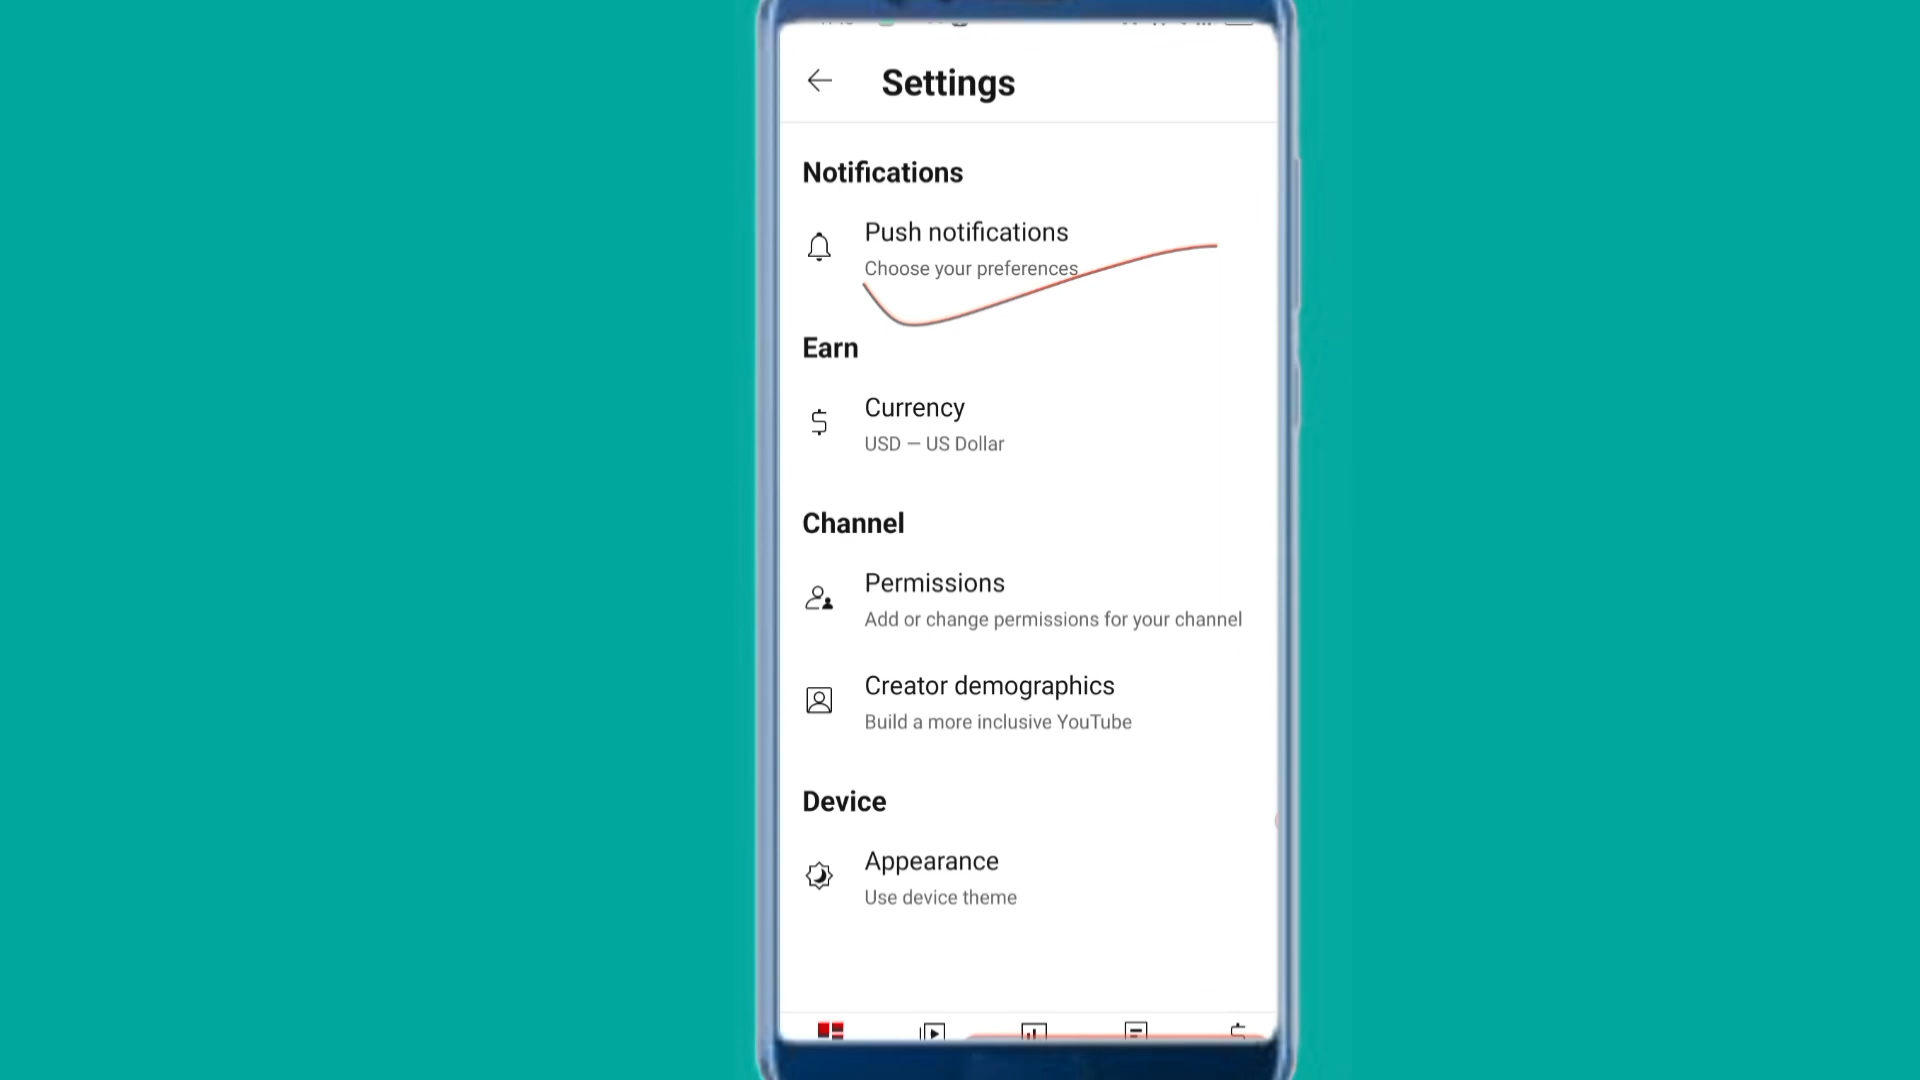 Settings
Notifications
Push notifications
Choose your preferences
Earn
Currency
USD — US Dollar
Channel
Permissions
Add or change permissions for your channel
Creator demographics
Build a more inclusive YouTube
Device
Appearance
Use device theme